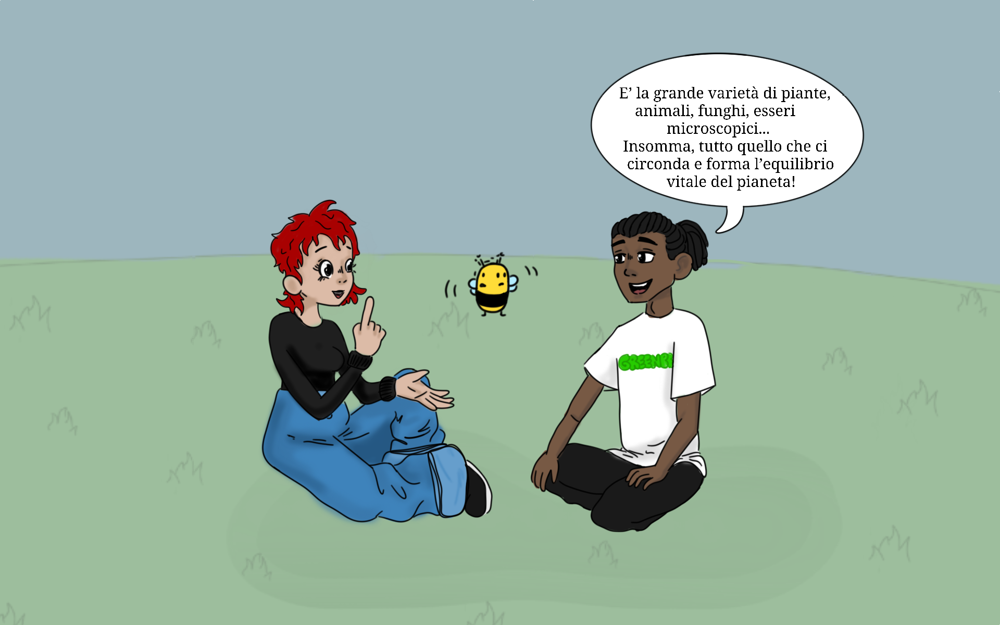 E’ la grande varietà di piante,
animali, funghi, esseri
microscopici...
Insomma, tutto quello che ci
circonda e forma l’equilibrio
vitale del pianeta!
GREENPE